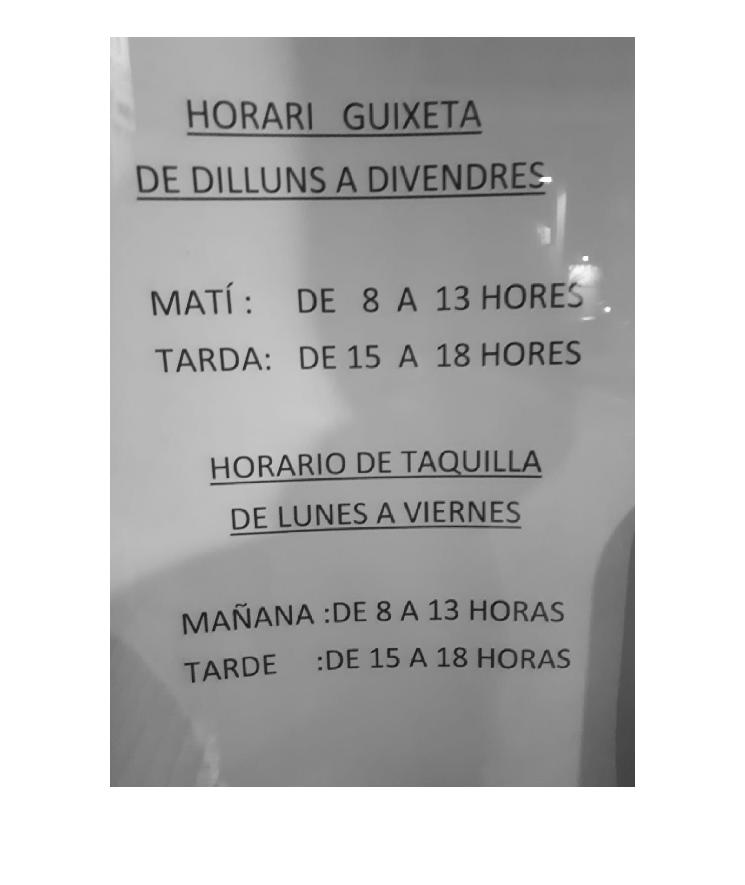 HORARI GUIXETA
DE DILLUNS A DIVENDRES
MATÍ : DE 8 A 13 HORES
TARDA: DE 15 A 18 HORES
HORARIO DE TAQUILLA
DE LUNES A VIERNES
MAÑANA :DE 8 A 13 HORAS
TARDE :DE 15 A 18 HORAS